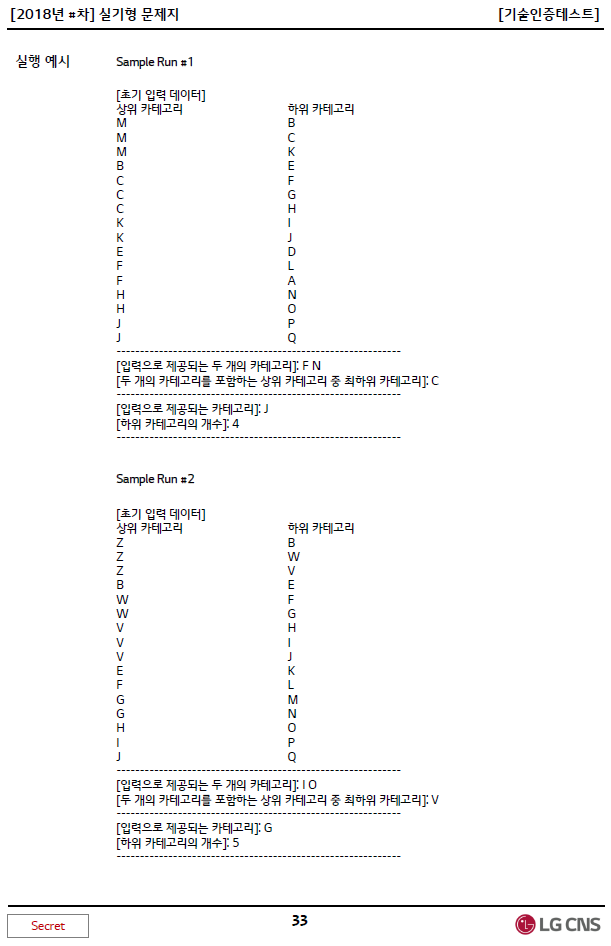 [2018년 #차] 실기형 문제지 [기술인증테스트]
실행 예시 Sample Run #1
[초기 입력 데이터]
상위 카테고리 하위 카테고리
M B
M C
M K
B E
C F
C G
C H
K I
K J
E D
F L
F A
H N
H O
J P
J Q
------------------------------------------------------------
[입력으로 제공되는 두 개의 카테고리]: F N
[두 개의 카테고리를 포함하는 상위 카테고리 중 최하위 카테고리]: C
------------------------------------------------------------
[입력으로 제공되는 카테고리]: J
[하위 카테고리의 개수]: 4
------------------------------------------------------------
Sample Run #2
[초기 입력 데이터]
상위 카테고리 하위 카테고리
Z B
Z W
Z V
B E
W F
W G
V H
V I
V J
E K
F L
G M
G N
H O
I P
J Q
------------------------------------------------------------
[입력으로 제공되는 두 개의 카테고리]: I O
[두 개의 카테고리를 포함하는 상위 카테고리 중 최하위 카테고리]: V
------------------------------------------------------------
[입력으로 제공되는 카테고리]: G
[하위 카테고리의 개수]: 5
------------------------------------------------------------
Secret 33 LG CNS